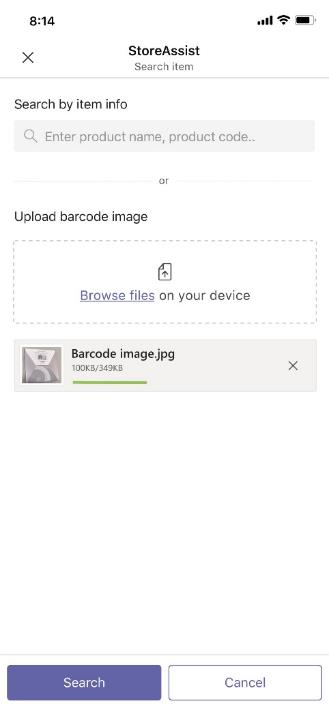 8:14
StoreAssist
Search item
Search by item info
Enter product name, product code..
or
Upload barcode image
Browse files on your device
Barcode image.jpg
100KB/349KB
Search
Cancel